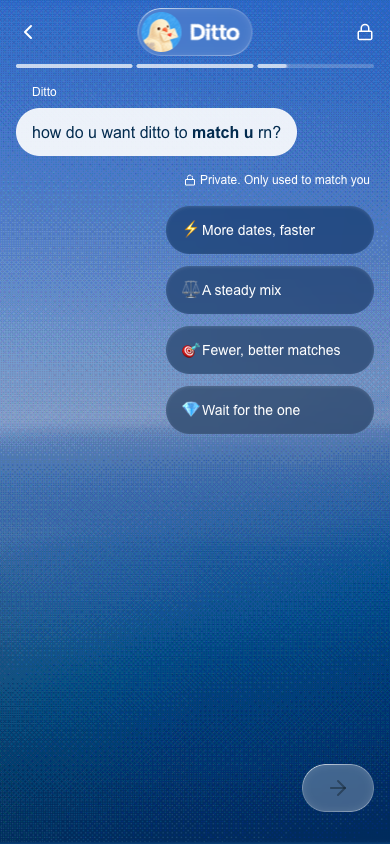 Ditto
Ditto
how do u want ditto to match u rn?
Private. Only used to match you
More dates, faster
A steady mix
Fewer, better matches
Wait for the one